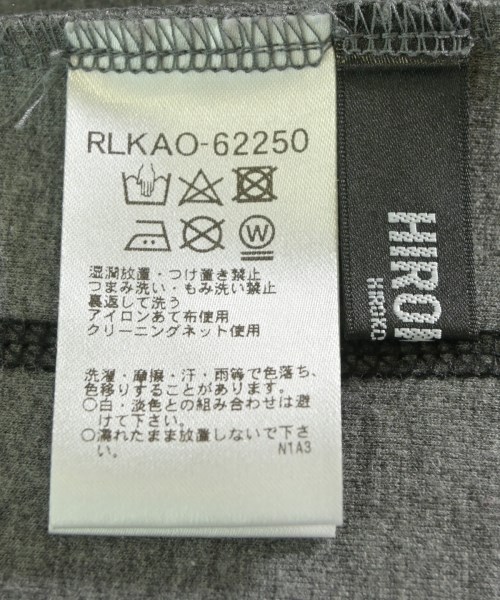 RLKAO-62250
W
湿潤放置・つけ置き禁止
つまみ洗い・もみ洗い禁止
裏返して洗う
アイロンあて布使用
クリーニングネット使用
洗濯・摩擦・汗・雨等で色落ち、
色移りすることがあります。
○白・淡色との組み合わせは避
けて下さい。
○濡れたまま放置しないで下さ
い。
N1A3